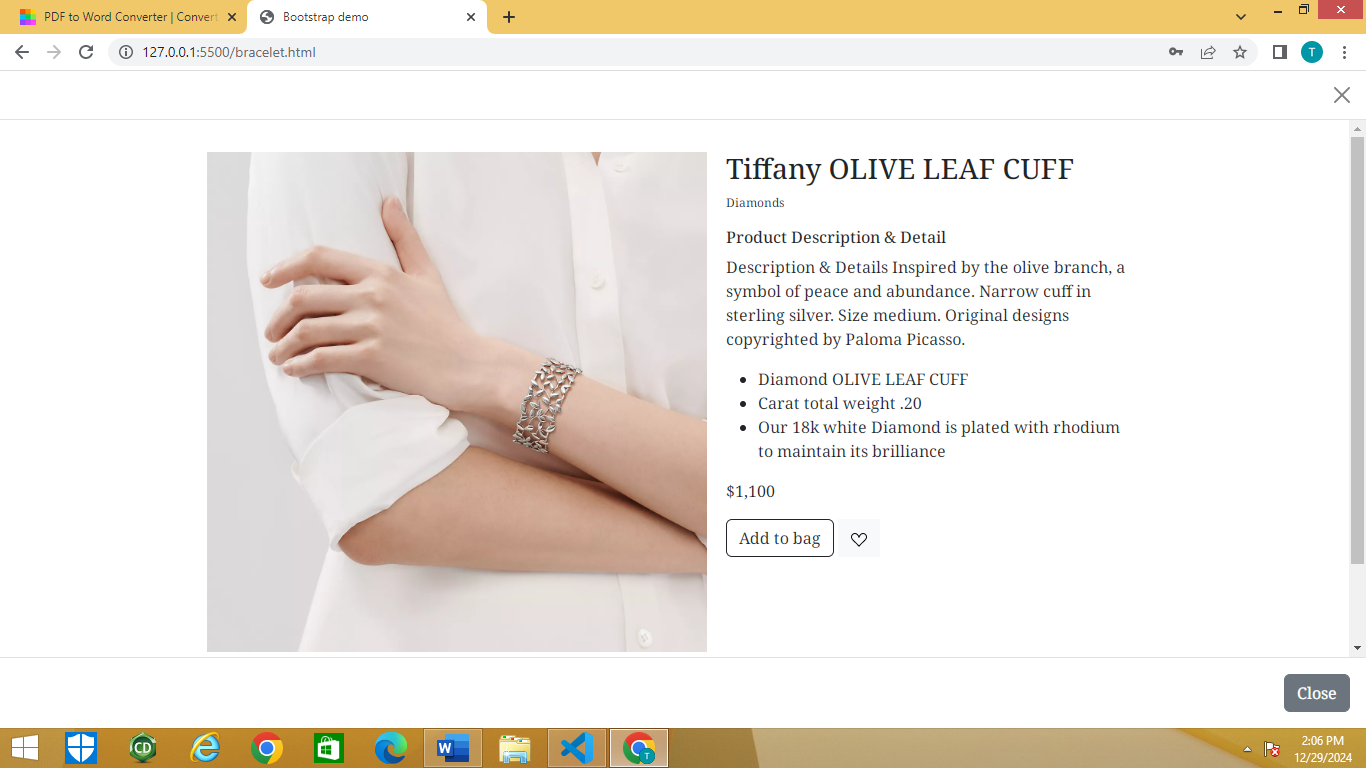 PDF to Word Converter | Convert
Bootstrap demo
127.0.0.1:5500/bracelet.html
T
Tiffany OLIVE LEAF CUFF
Diamonds
Product Description & Detail
Description & Details Inspired by the olive branch, a
symbol of peace and abundance. Narrow cuff in
sterling silver. Size medium. Original designs
copyrighted by Paloma Picasso.
Diamond OLIVE LEAF CUFF
Carat total weight .20
Our 18k white Diamond is plated with rhodium
to maintain its brilliance
$1,100
Add to bag
Close
CD
W
T
2:06 PM
12/29/2024